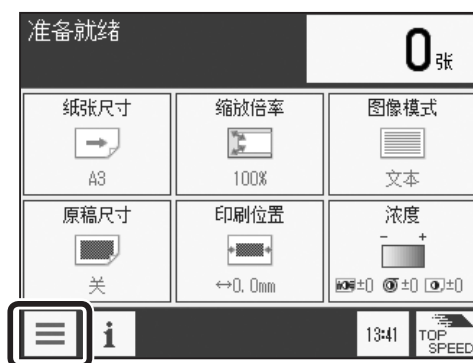 准备就绪
0张
纸张尺寸
缩放倍率
图像模式
A3
100%
文本
原稿尺寸
印刷位置
浓度
- +
关
↔0.0mm
±0 ±0 ±0
i
13:41
TOP
SPEED